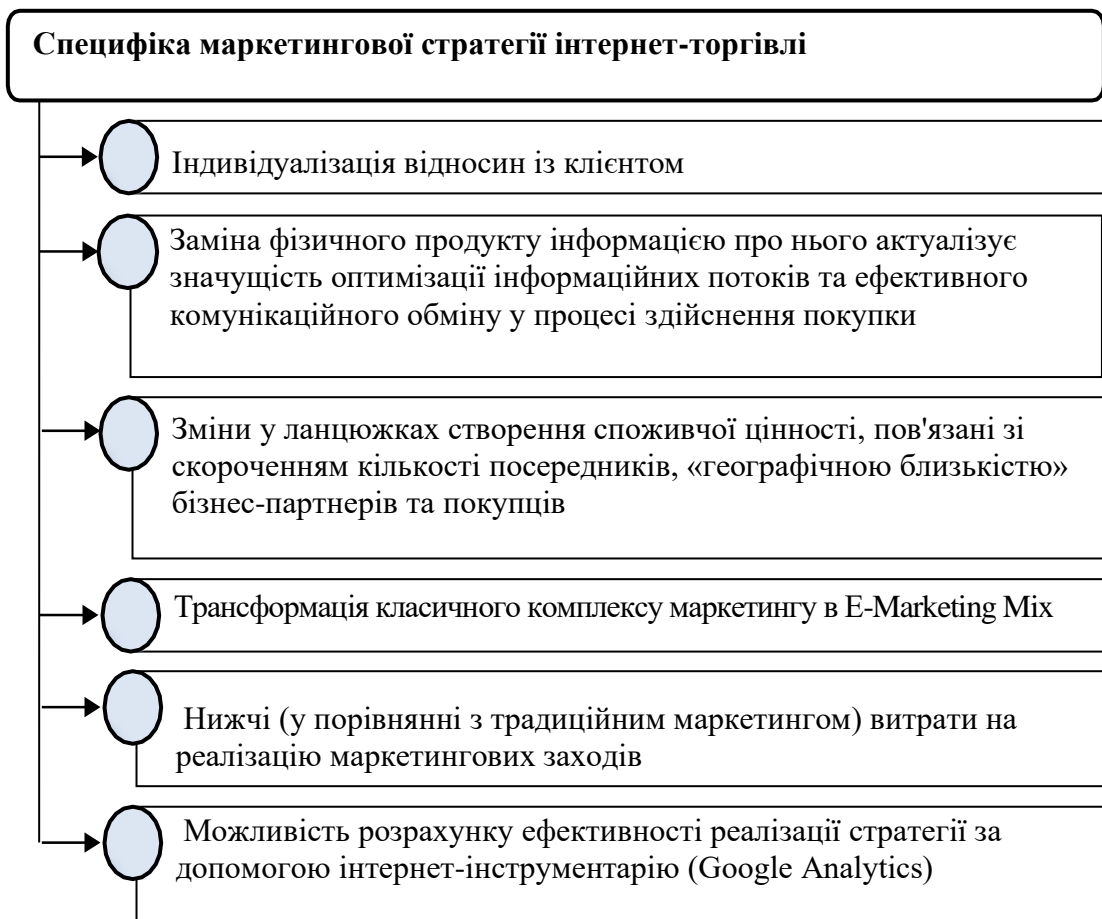 Специфіка маркетингової стратегії інтернет-торгівлі
Індивідуалізація відносин із клієнтом
Заміна фізичного продукту інформацією про нього актуалізує
значущість оптимізації інформаційних потоків та ефективного
комунікаційного обміну у процесі здійснення покупки
Зміни у ланцюжках створення споживчої цінності, пов'язані зі
скороченням кількості посередників, «географічною близькістю»
бізнес-партнерів та покупців
Трансформація класичного комплексу маркетингу в E-Marketing Mix
Нижчі (у порівнянні з традиційним маркетингом) витрати на
реалізацію маркетингових заходів
Можливість розрахунку ефективності реалізації стратегії за
допомогою інтернет-інструментарію (Google Analytics)